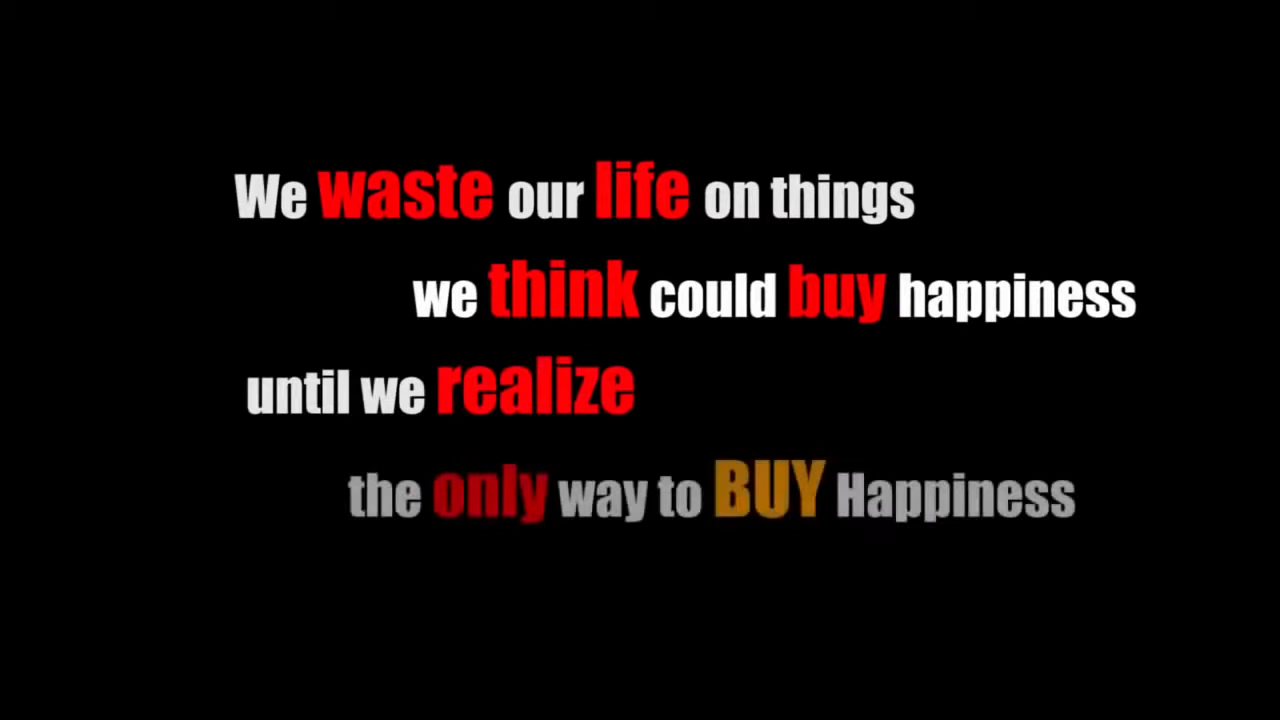 We waste our life on things
we think could buy happiness
until we realize
the only way to BUY Happiness